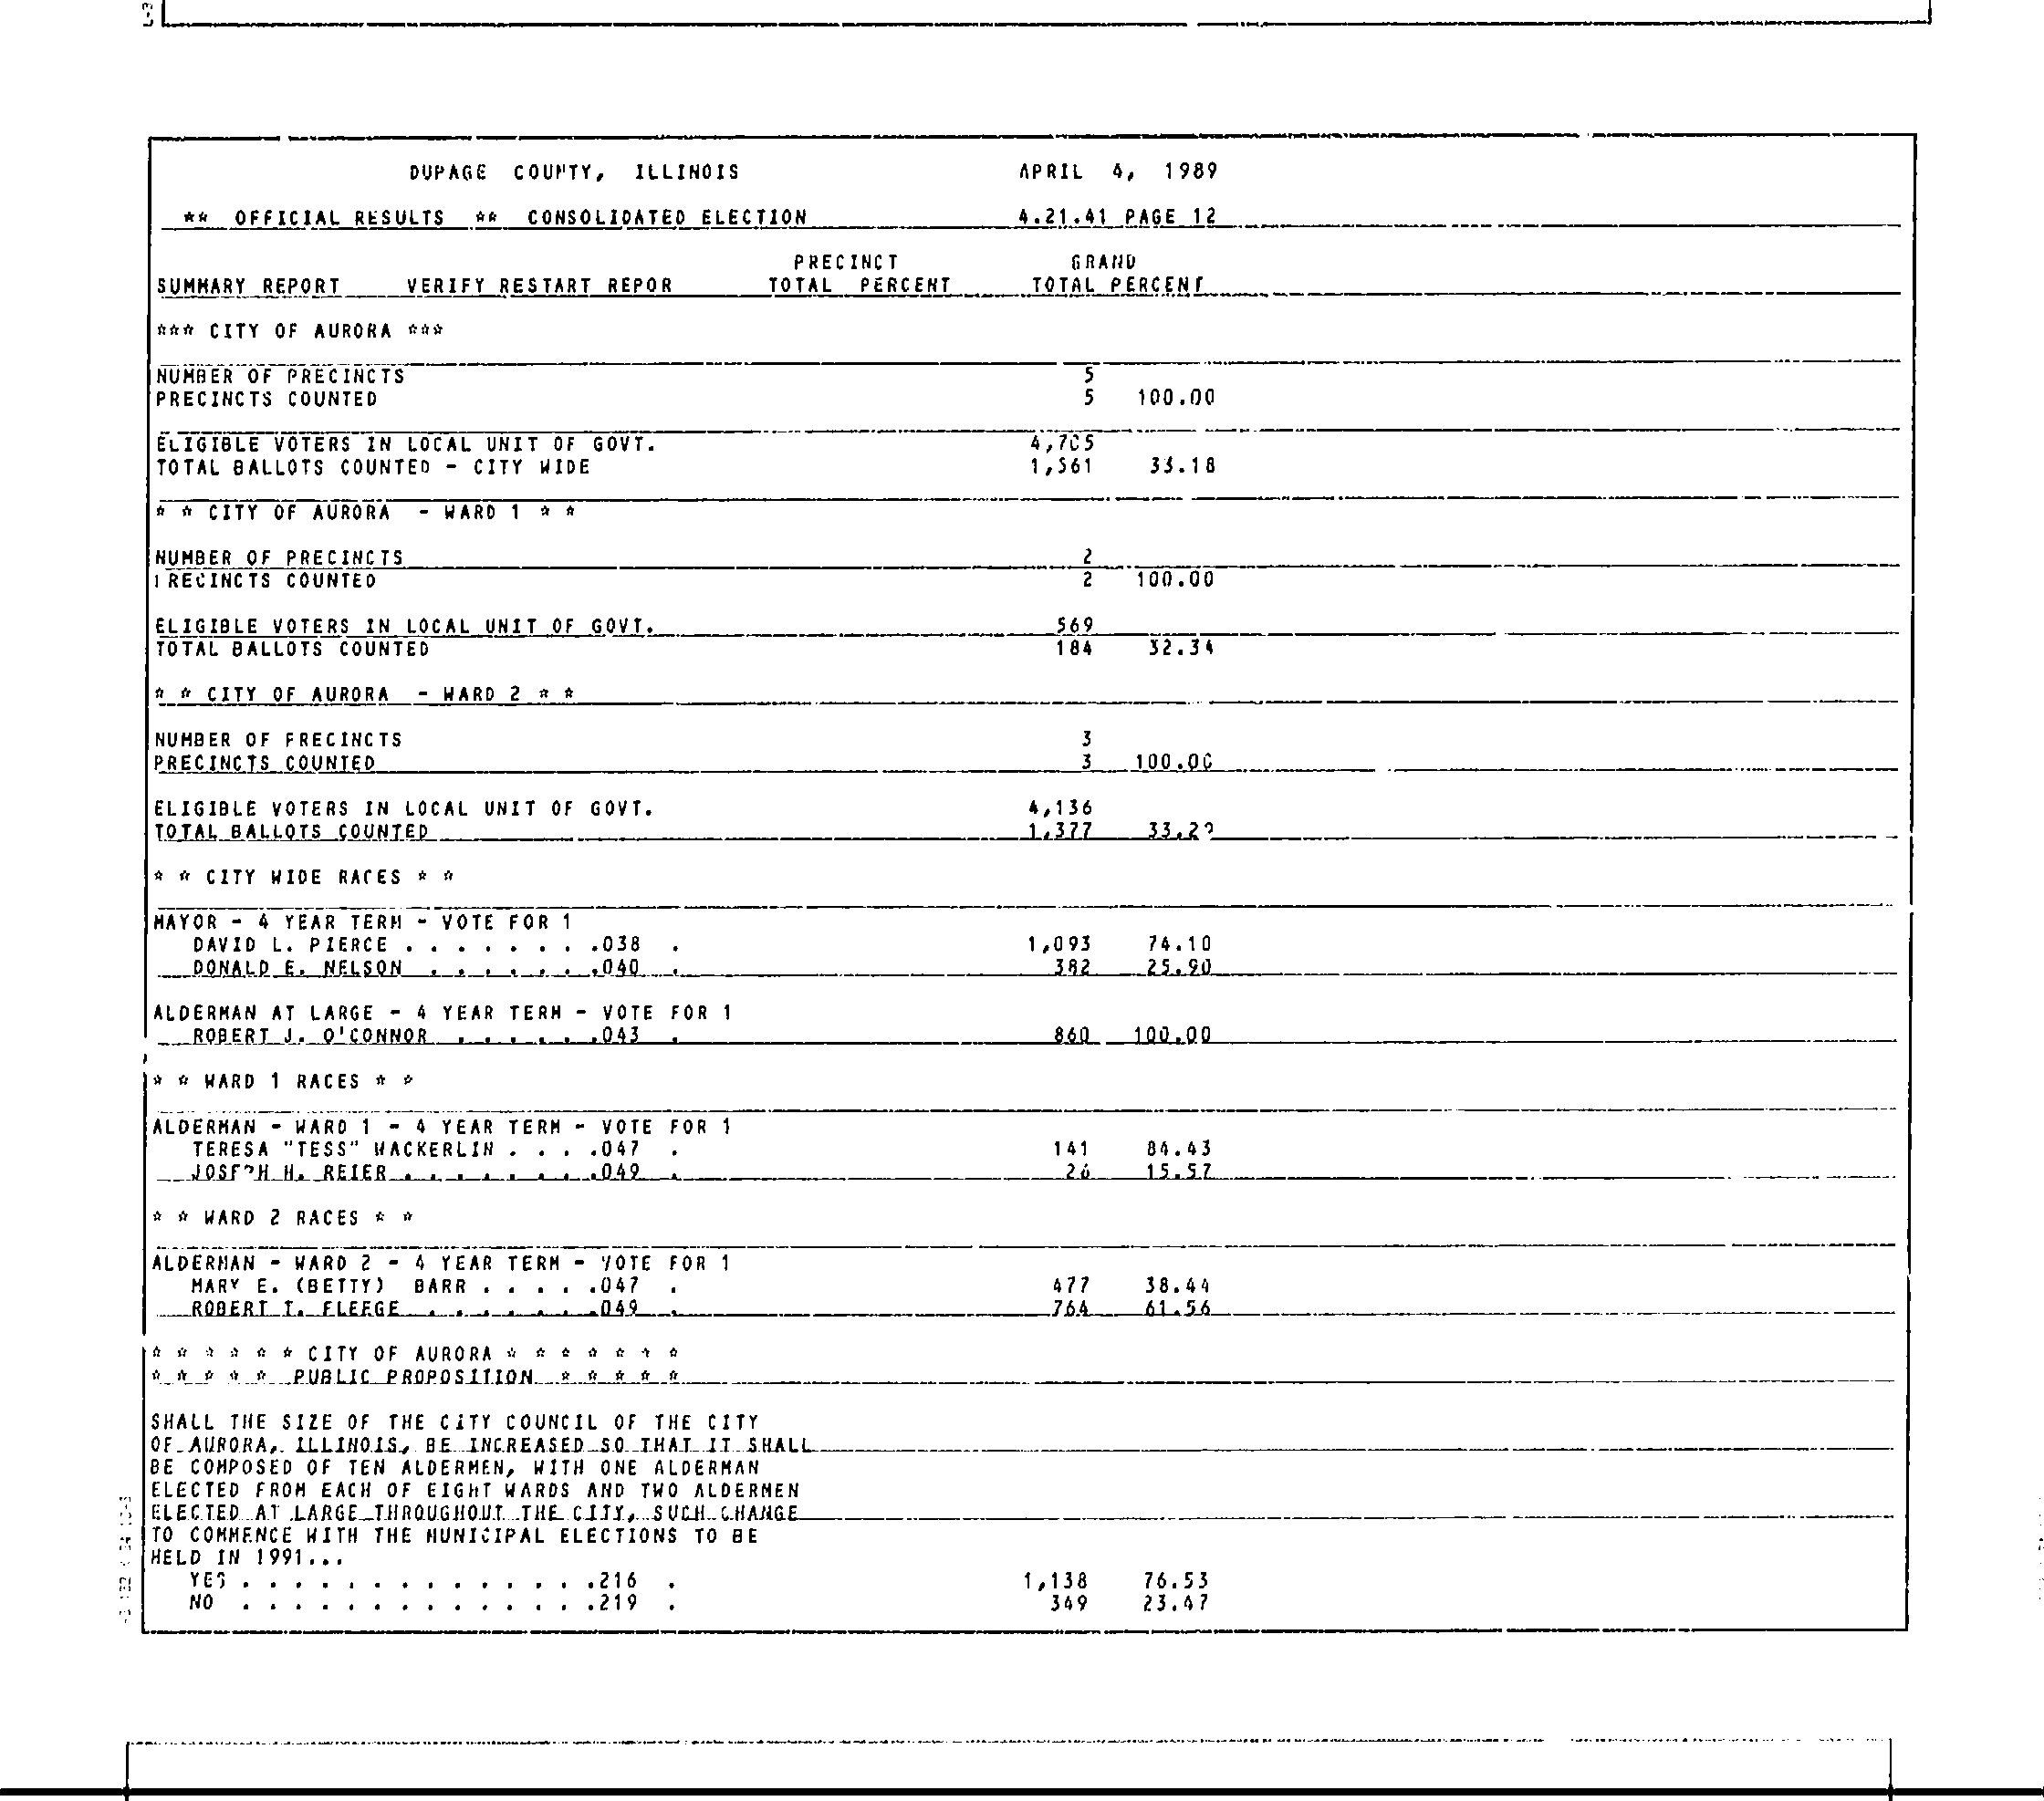 DUPAGE COUNTY, ILLINOIS APRIL 4, 1989
** OFFICIAL RESULTS ** CONSOLIDATED ELECTION 4.21.41 PAGE 12
PRECINCT GRAND
SUMMARY REPORT VERIFY RESTART REPOR TOTAL PERCENT TOTAL PERCENT
*** CITY OF AURORA ***
NUMBER OF PRECINCTS 5
PRECINCTS COUNTED 5 100.00
ELIGIBLE VOTERS IN LOCAL UNIT OF GOVT. 4,705
TOTAL BALLOTS COUNTED - CITY WIDE 1,561 33.18
* * CITY OF AURORA - WARD 1 * *
NUMBER OF PRECINCTS 2
PRECINCTS COUNTED 2 100.00
ELIGIBLE VOTERS IN LOCAL UNIT OF GOVT. 569
TOTAL BALLOTS COUNTED 184 32.34
* * CITY OF AURORA - WARD 2 * *
NUMBER OF PRECINCTS 3
PRECINCTS COUNTED 3 100.00
ELIGIBLE VOTERS IN LOCAL UNIT OF GOVT. 4,136
TOTAL BALLOTS COUNTED 1,377 33.29
* * CITY WIDE RACES * *
MAYOR - 4 YEAR TERM - VOTE FOR 1
DAVID L. PIERCE . . . . . . . .038 . 1,093 74.10
DONALD E. NELSON . . . . . . .040 . 382 25.90
ALDERMAN AT LARGE - 4 YEAR TERM - VOTE FOR 1
ROBERT J. O'CONNOR . . . . . .043 . 860 100.00
* * WARD 1 RACES * *
ALDERMAN - WARD 1 - 4 YEAR TERM - VOTE FOR 1
TERESA "TESS" WACKERLIN . . . .047 . 141 84.43
JOSEPH H. REIER . . . . . . . .049 . 26 15.57
* * WARD 2 RACES * *
ALDERMAN - WARD 2 - 4 YEAR TERM - VOTE FOR 1
MARY E. (BETTY) BARR . . . . .047 . 477 38.44
ROBERT T. FLEEGE . . . . . . .049 . 764 61.56
* * * * * * CITY OF AURORA * * * * * * *
* * * * * PUBLIC PROPOSITION * * * * *
SHALL THE SIZE OF THE CITY COUNCIL OF THE CITY
OF AURORA, ILLINOIS, BE INCREASED SO THAT IT SHALL
BE COMPOSED OF TEN ALDERMEN, WITH ONE ALDERMAN
ELECTED FROM EACH OF EIGHT WARDS AND TWO ALDERMEN
ELECTED AT LARGE THROUGHOUT THE CITY, SUCH CHANGE
TO COMMENCE WITH THE MUNICIPAL ELECTIONS TO BE
HELD IN 1991...
YES . . . . . . . . . . . . . .216 . 1,138 76.53
NO . . . . . . . . . . . . . .219 . 349 23.47